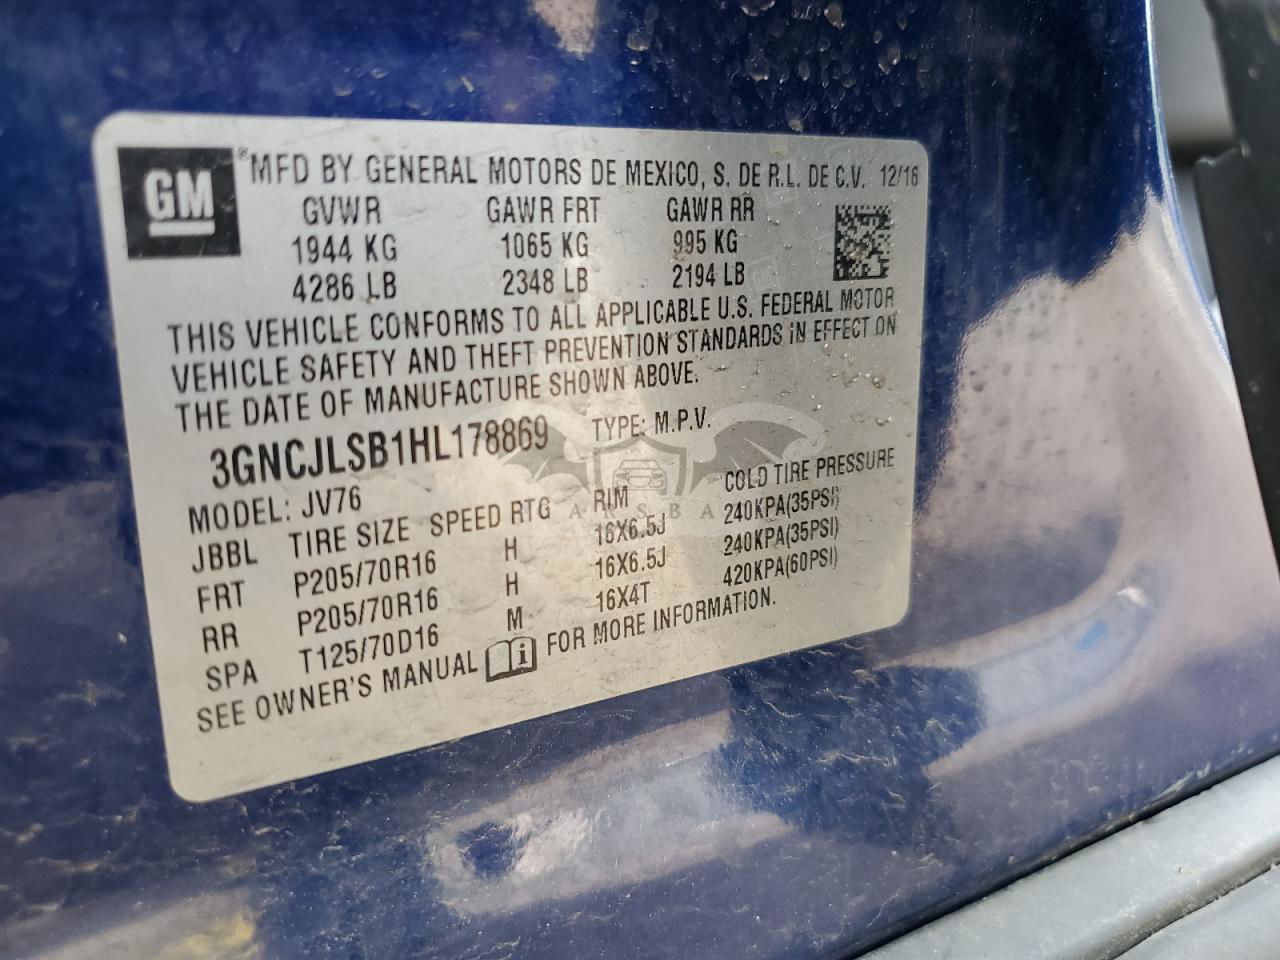 GM ® MFD BY GENERAL MOTORS DE MEXICO, S. DE R.L. DE C.V. 12/16
GVWR GAWR FRT GAWR RR
1944 KG 1065 KG 995 KG
4286 LB 2348 LB 2194 LB
THIS VEHICLE CONFORMS TO ALL APPLICABLE U.S. FEDERAL MOTOR
VEHICLE SAFETY AND THEFT PREVENTION STANDARDS IN EFFECT ON
THE DATE OF MANUFACTURE SHOWN ABOVE.
3GNCJLSB1HL178869 TYPE: M.P.V.
MODEL: JV76
JBBL TIRE SIZE SPEED RTG RIM COLD TIRE PRESSURE
FRT P205/70R16 H 16X6.5J 240KPA(35PSI)
RR P205/70R16 H 16X6.5J 240KPA(35PSI)
SPA T125/70D16 M 16X4T 420KPA(60PSI)
SEE OWNER'S MANUAL FOR MORE INFORMATION.